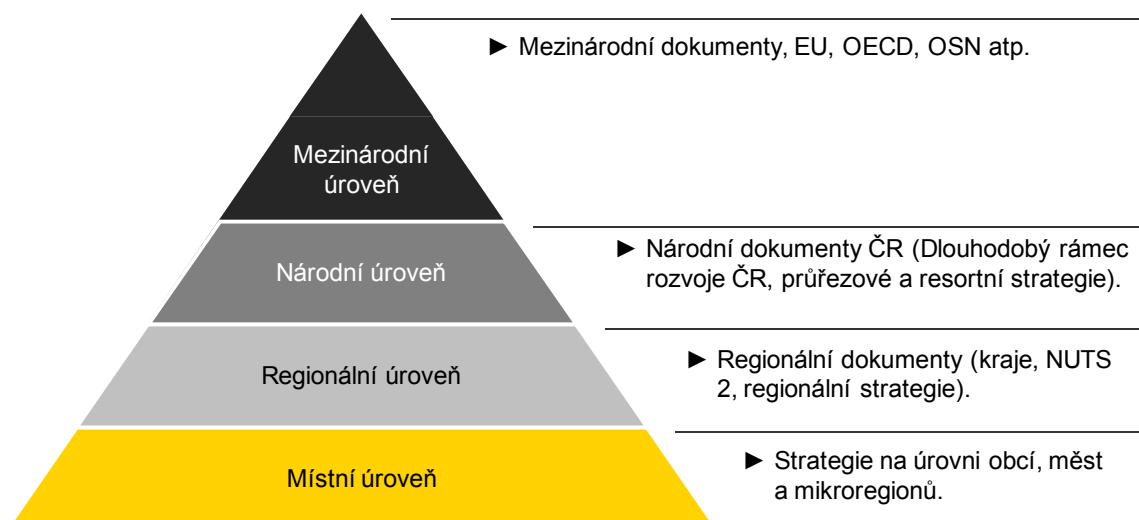 ► Mezinárodní dokumenty, EU, OECD, OSN atp.
Mezinárodní
úroveň
► Národní dokumenty ČR (Dlouhodobý rámec
rozvoje ČR, průřezové a resortní strategie).
Národní úroveň
► Regionální dokumenty (kraje, NUTS
2, regionální strategie).
Regionální úroveň
► Strategie na úrovni obcí, měst
a mikroregionů.
Místní úroveň